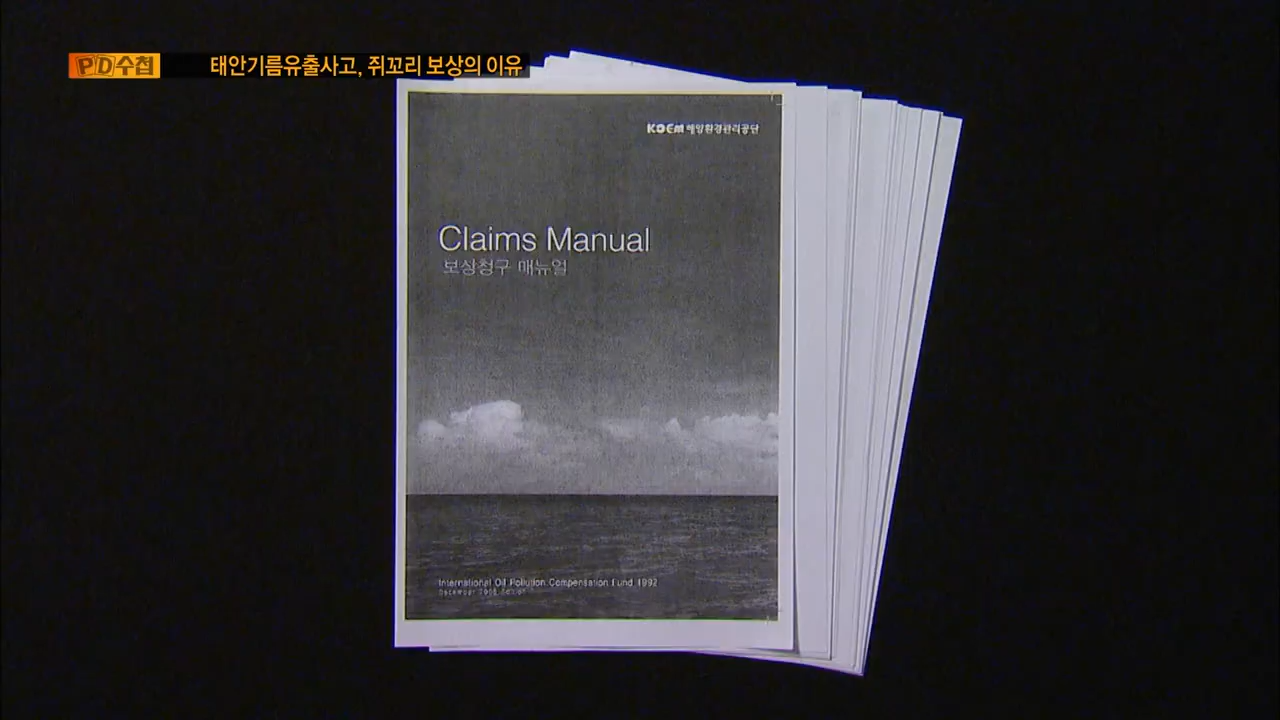 PD수첩 태안기름유출사고, 쥐꼬리 보상의 이유
KOEM 해양환경관리공단
Claims Manual
보상청구 매뉴얼
International Oil Pollution Compensation Fund 1992
December Edition